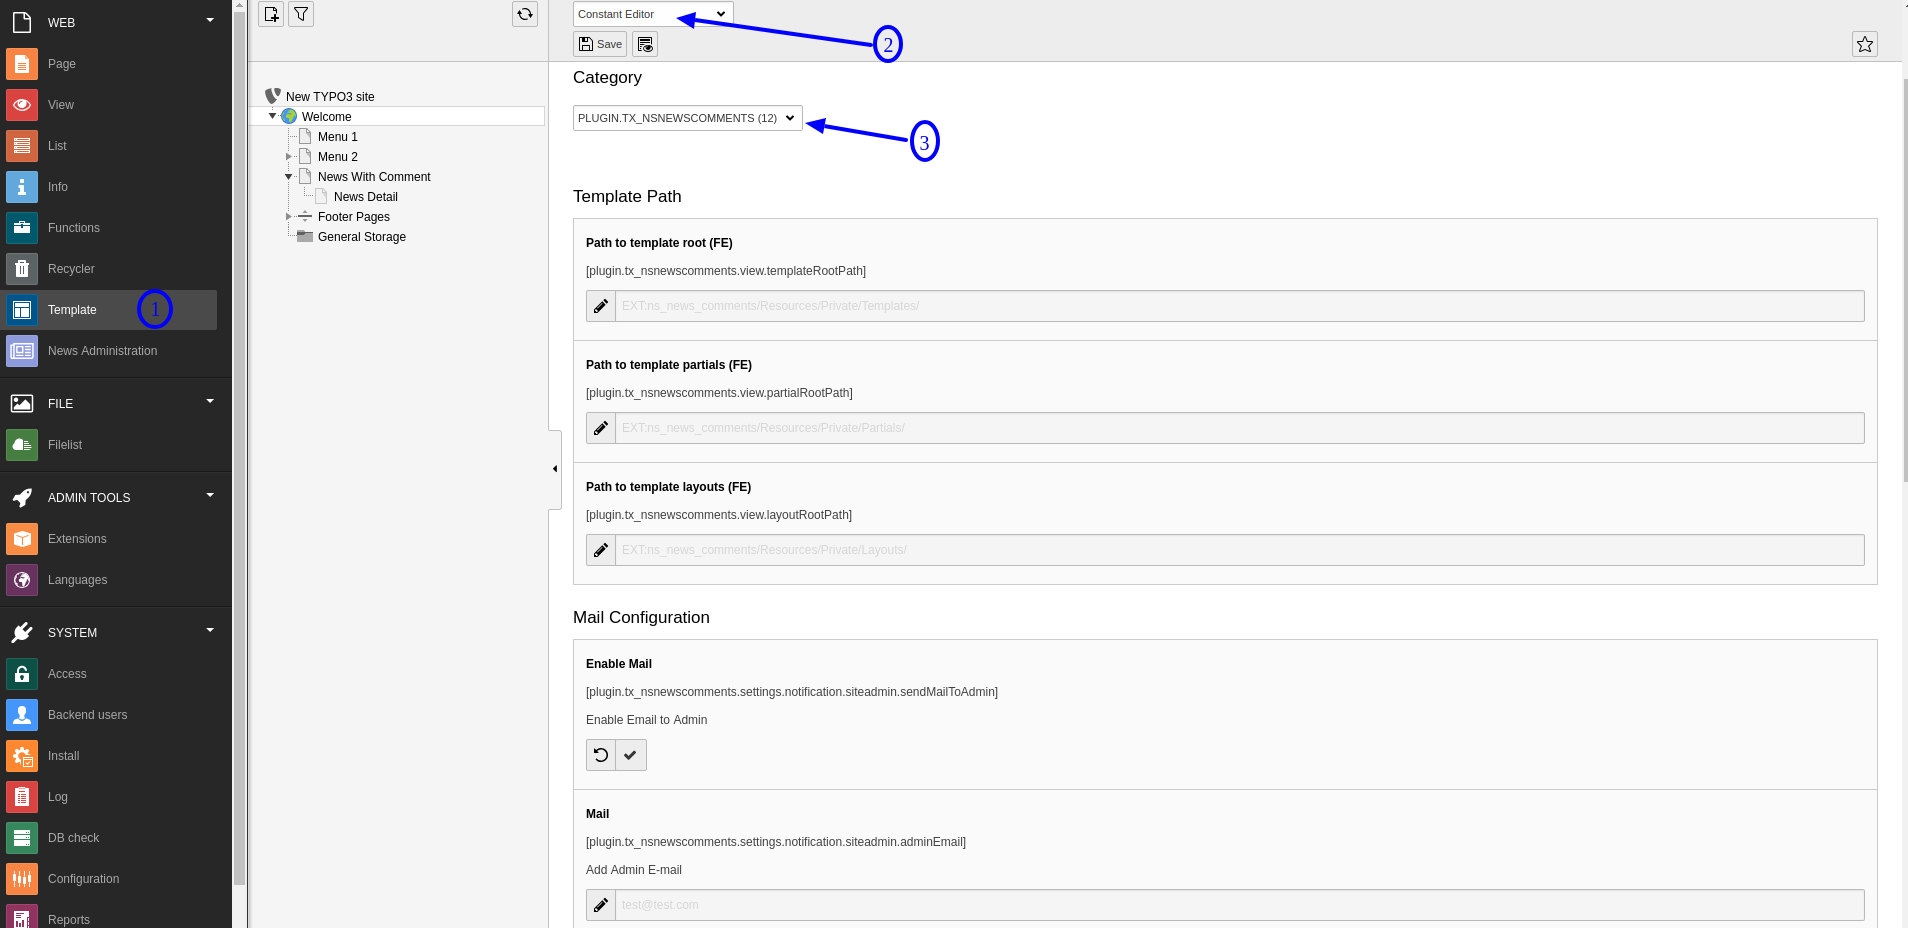 WEB
Page
View
List
Info
Functions
Recycler
Template
1
News Administration
FILE
Filelist
ADMIN TOOLS
Extensions
Languages
SYSTEM
Access
Backend users
Install
Log
DB check
Configuration
Reports
New TYPO3 site
Welcome
Menu 1
Menu 2
News With Comment
News Detail
Footer Pages
General Storage
Constant Editor
2
Save
Category
PLUGIN.TX_NSNEWSCOMMENTS (12)
3
Template Path
Path to template root (FE)
[plugin.tx_nsnewscomments.view.templateRootPath]
EXT:ns_news_comments/Resources/Private/Templates/
Path to template partials (FE)
[plugin.tx_nsnewscomments.view.partialRootPath]
EXT:ns_news_comments/Resources/Private/Partials/
Path to template layouts (FE)
[plugin.tx_nsnewscomments.view.layoutRootPath]
EXT:ns_news_comments/Resources/Private/Layouts/
Mail Configuration
Enable Mail
[plugin.tx_nsnewscomments.settings.notification.siteadmin.sendMailToAdmin]
Enable Email to Admin
Mail
[plugin.tx_nsnewscomments.settings.notification.siteadmin.adminEmail]
Add Admin E-mail
test@test.com